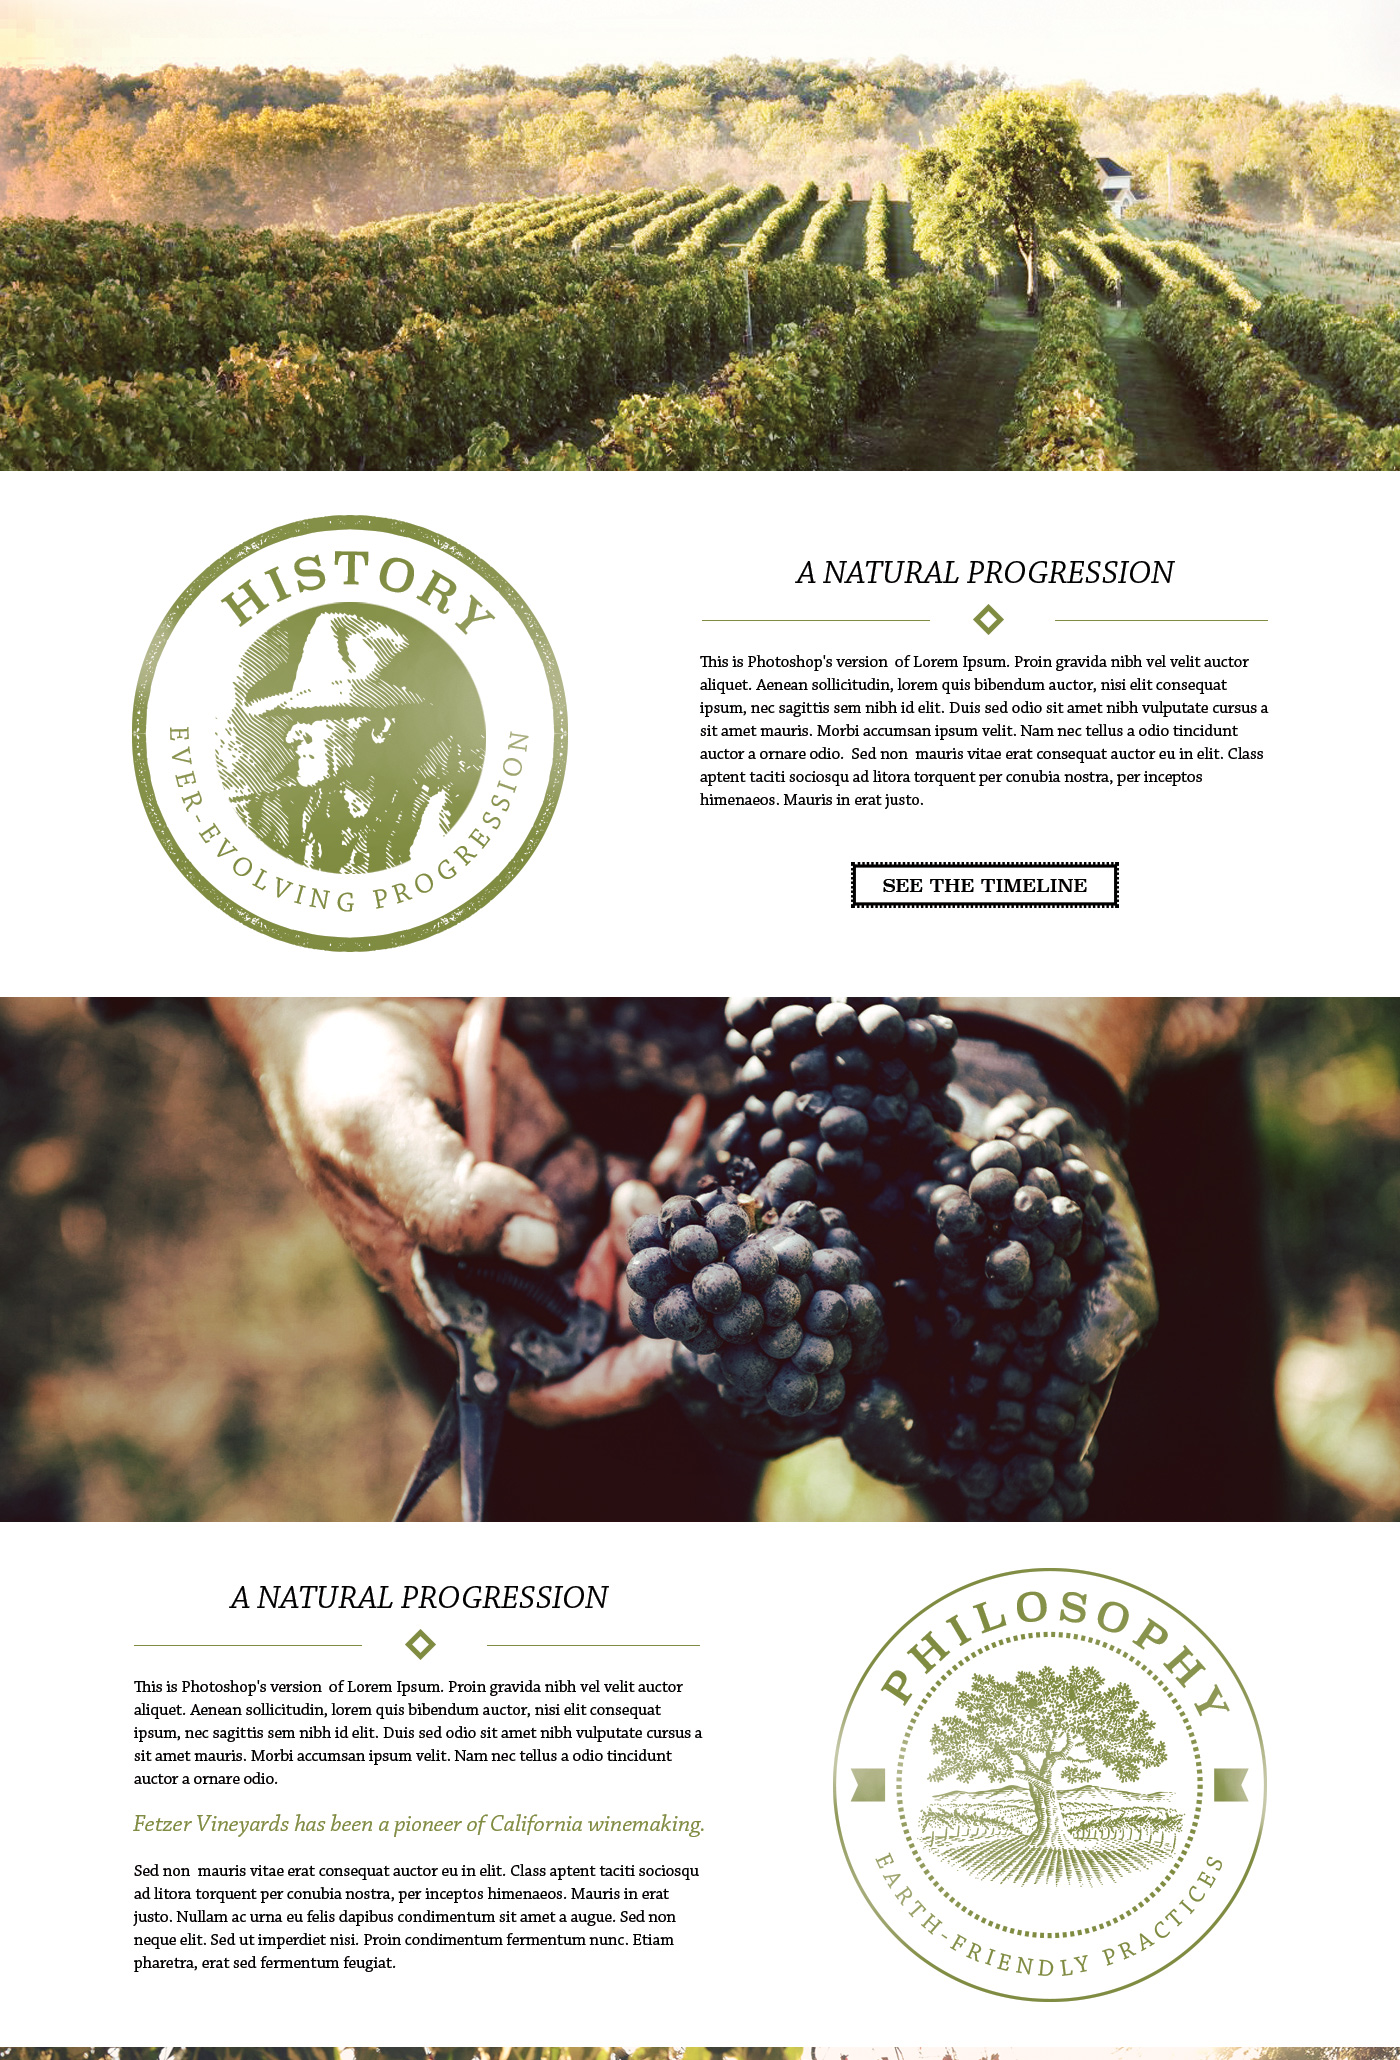 HISTORY
EVER-EVOLVING PROGRESSION
A NATURAL PROGRESSION
This is Photoshop's version  of Lorem Ipsum. Proin gravida nibh vel velit auctor
aliquet. Aenean sollicitudin, lorem quis bibendum auctor, nisi elit consequat
ipsum, nec sagittis sem nibh id elit. Duis sed odio sit amet nibh vulputate cursus a
sit amet mauris. Morbi accumsan ipsum velit. Nam nec tellus a odio tincidunt
auctor a ornare odio.  Sed non  mauris vitae erat consequat auctor eu in elit. Class
aptent taciti sociosqu ad litora torquent per conubia nostra, per inceptos
himenaeos. Mauris in erat justo.
SEE THE TIMELINE
A NATURAL PROGRESSION
This is Photoshop's version  of Lorem Ipsum. Proin gravida nibh vel velit auctor
aliquet. Aenean sollicitudin, lorem quis bibendum auctor, nisi elit consequat
ipsum, nec sagittis sem nibh id elit. Duis sed odio sit amet nibh vulputate cursus a
sit amet mauris. Morbi accumsan ipsum velit. Nam nec tellus a odio tincidunt
auctor a ornare odio.
Fetzer Vineyards has been a pioneer of California winemaking.
Sed non  mauris vitae erat consequat auctor eu in elit. Class aptent taciti sociosqu
ad litora torquent per conubia nostra, per inceptos himenaeos. Mauris in erat
justo. Nullam ac urna eu felis dapibus condimentum sit amet a augue. Sed non
neque elit. Sed ut imperdiet nisi. Proin condimentum fermentum nunc. Etiam
pharetra, erat sed fermentum feugiat.
PHILOSOPHY
EARTH-FRIENDLY PRACTICES